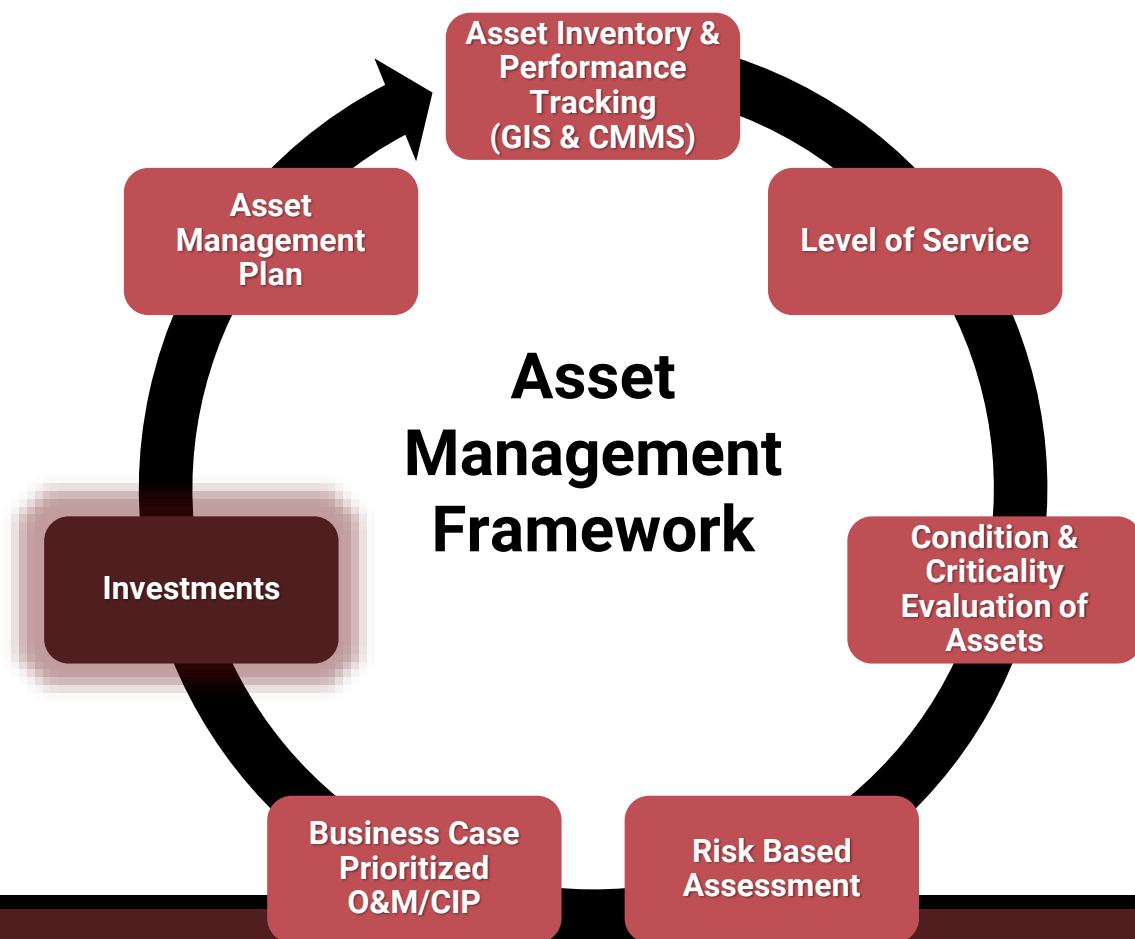 Asset Inventory &
Performance
Tracking
(GIS & CMMS)
Level of Service
Condition &
Criticality
Evaluation of
Assets
Risk Based
Assessment
Business Case
Prioritized
O&M/CIP
Investments
Asset
Management
Plan
Asset
Management
Framework